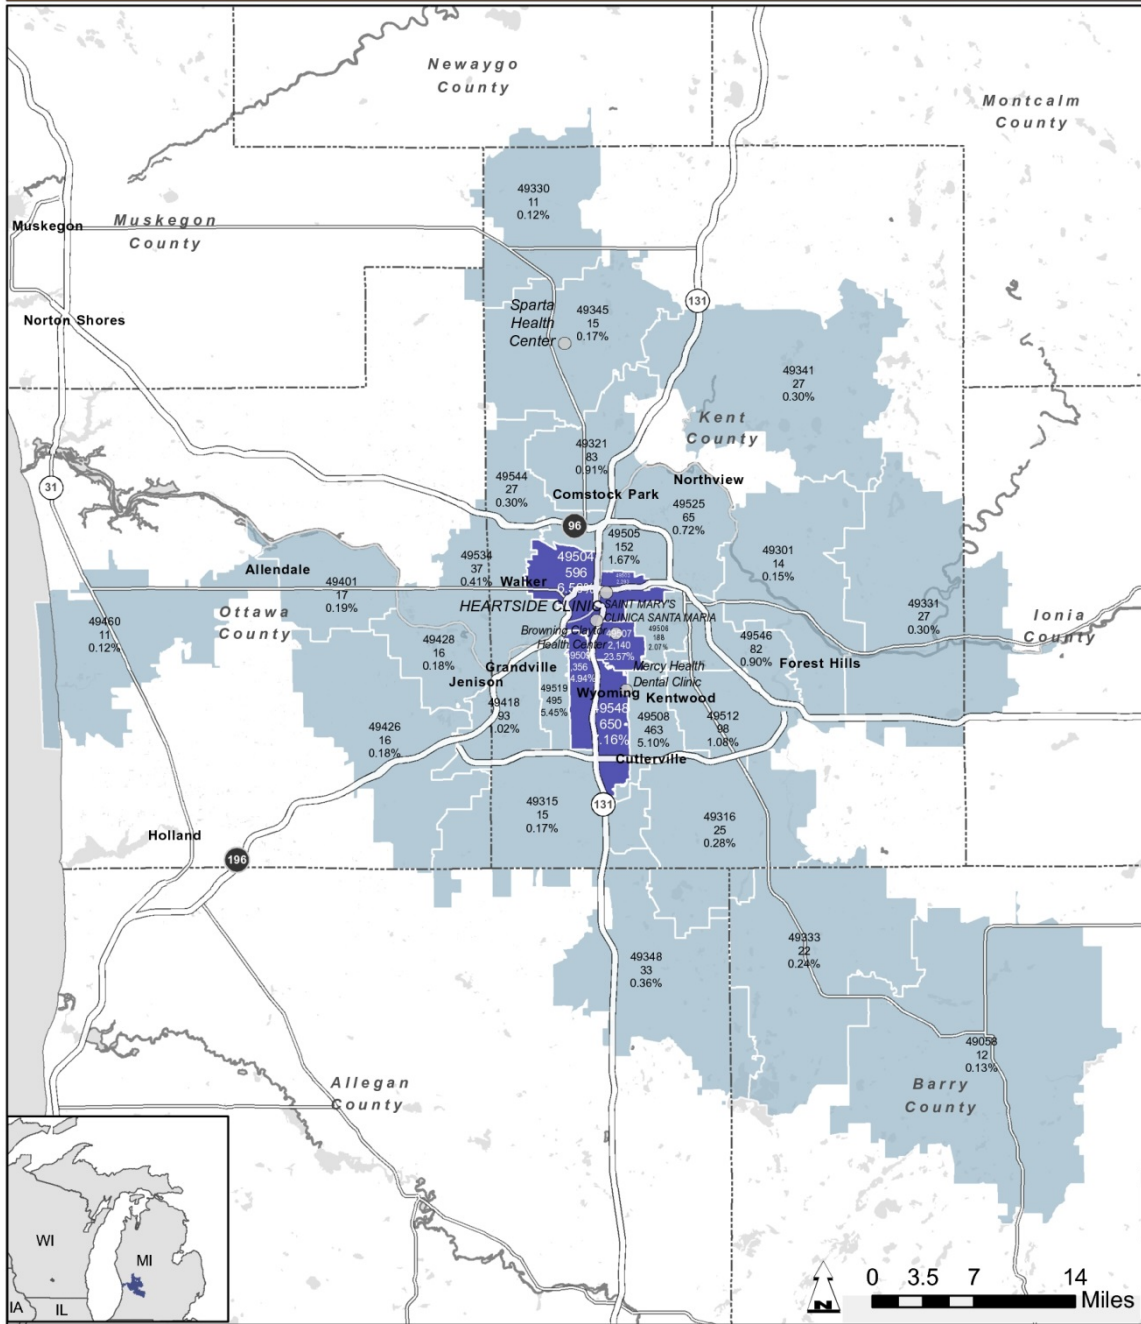 Newaygo
County
Montcalm
County
49330
11
0.12%
Muskegon
Muskegon
County
131
Norton Shores
Sparta
Health
Center
49345
15
0.17%
49341
27
0.30%
Kent
County
49321
83
0.91%
49544
27
0.30%
Northview
Comstock Park
31
49525
65
0.72%
96
49505
152
1.67%
49301
14
0.15%
49504
596
49534
37
0.41%
Allendale
Walker
49401
17
0.19%
49331
27
0.30%
Ottawa
County
49460
11
0.12%
HEARTSIDE CLINIC
SAINT MARY'S
CLINICA SANTA MARIA
Ionia
County
Browning Claytor
Health Center
49506
188
2.07%
2,140
23.57%
49428
16
0.18%
49546
82
0.90%
Forest Hills
Grandville
Jenison
Mercy Health
Dental Clinic
49519
495
5.45%
Wyoming
Kentwood
49418
93
1.02%
49548
650
7.16%
49508
463
5.10%
49512
98
1.08%
49426
16
0.18%
Cutlerville
49315
15
0.17%
131
49316
25
0.28%
Holland
196
49333
22
0.24%
49348
33
0.36%
49058
12
0.13%
Allegan
County
Barry
County
WI
MI
IA
IL
N
0 3.5 7 14
Miles